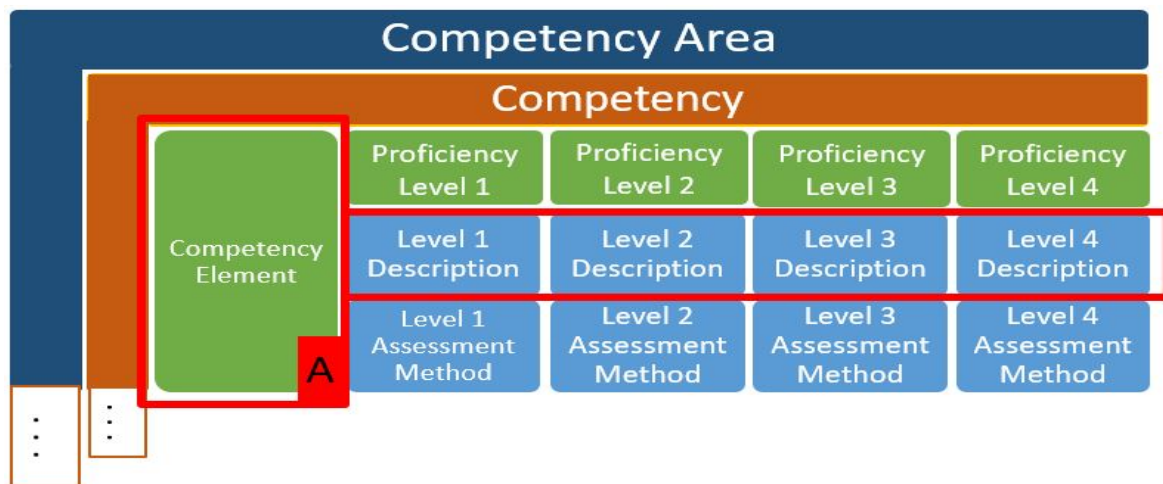 Competency Area
Competency
Competency
Element
A
Proficiency
Level 1
Proficiency
Level 2
Proficiency
Level 3
Proficiency
Level 4
Level 1
Description
Level 2
Description
Level 3
Description
Level 4
Description
Level 1
Assessment
Method
Level 2
Assessment
Method
Level 3
Assessment
Method
Level 4
Assessment
Method
⋮
⋮